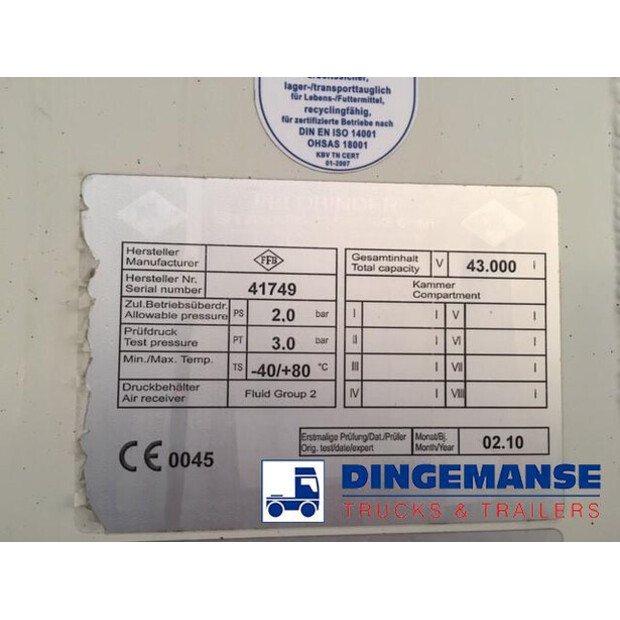 lager-/transporttauglich
für Lebens-/Futtermittel,
recyclingfähig,
für zertifizierte Betriebe nach
DIN EN ISO 14001
OHSAS 18001
KBV TN CERT
01-2007
Hersteller
Manufacturer
FFB
Hersteller Nr.
Serial number
41749
Zul.Betriebsüberdr.
Allowable pressure
PS
2,0
bar
Prüfdruck
Test pressure
PT
3.0
bar
Min./Max. Temp.
TS
-40/+80
°C
Druckbehälter
Air receiver
Fluid Group 2
Gesamtinhalt
Total capacity
V
43.000
l
Kammer
Compartment
I l V l
II l VI l
III l VII l
IV l VIII l
Erstmalige Prüfung/Dat./Prüfer
Orig. test/date/expert
Monat/Bj.
Month/Year
02.10
CE 0045
DINGEMANSE
TRUCKS & TRAILERS